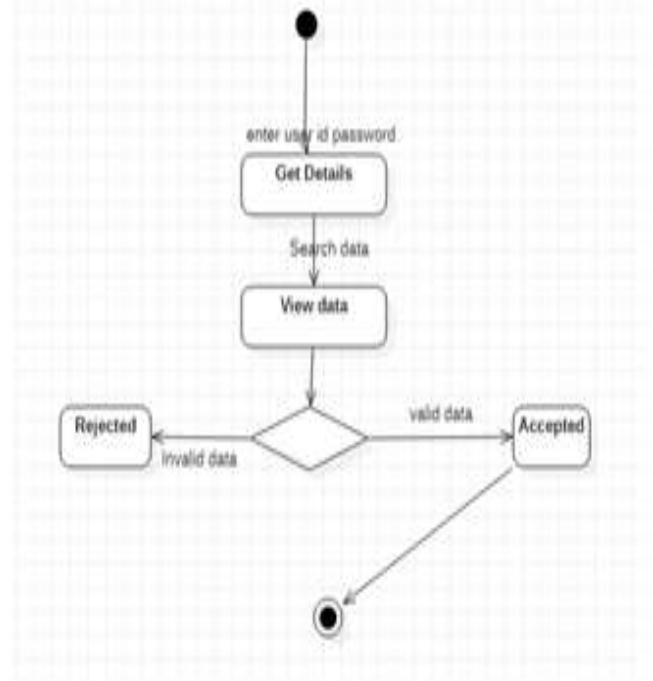 enter user id password
Get Details
Search data
View data
Rejected
Invalid data
valid data
Accepted